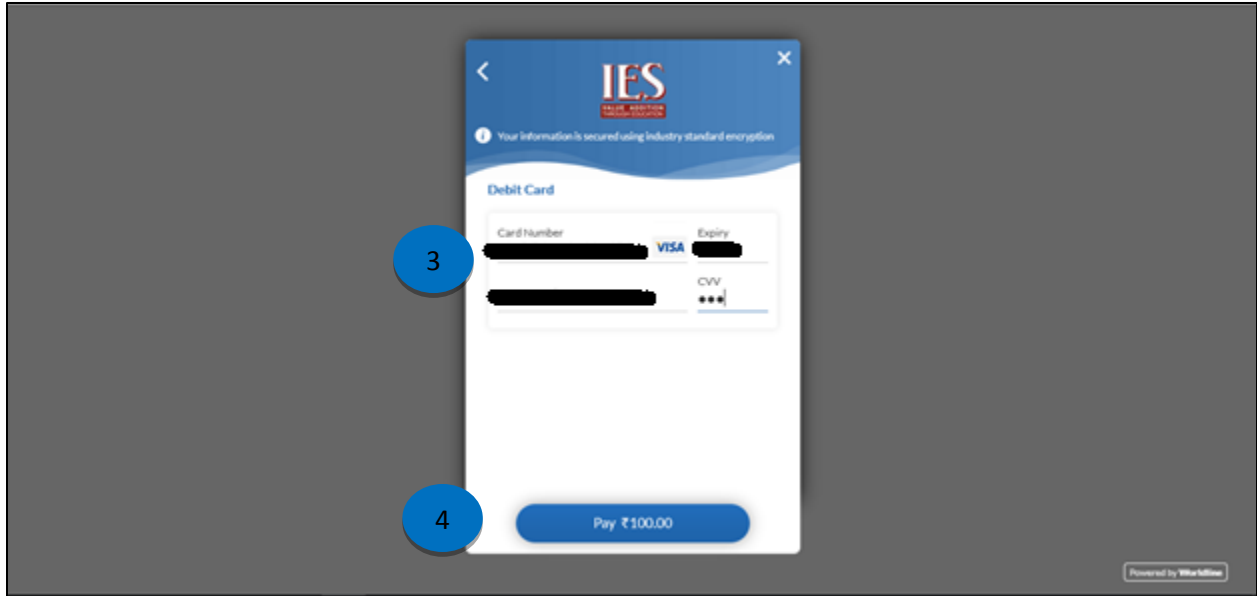 IES
VALUE ADDITION
THROUGH EDUCATION
Your information is secured using industry standard encryption
Debit Card
Card Number
Expiry
VISA
3
CVV
4
Pay ₹100.00
Powered by Worldline